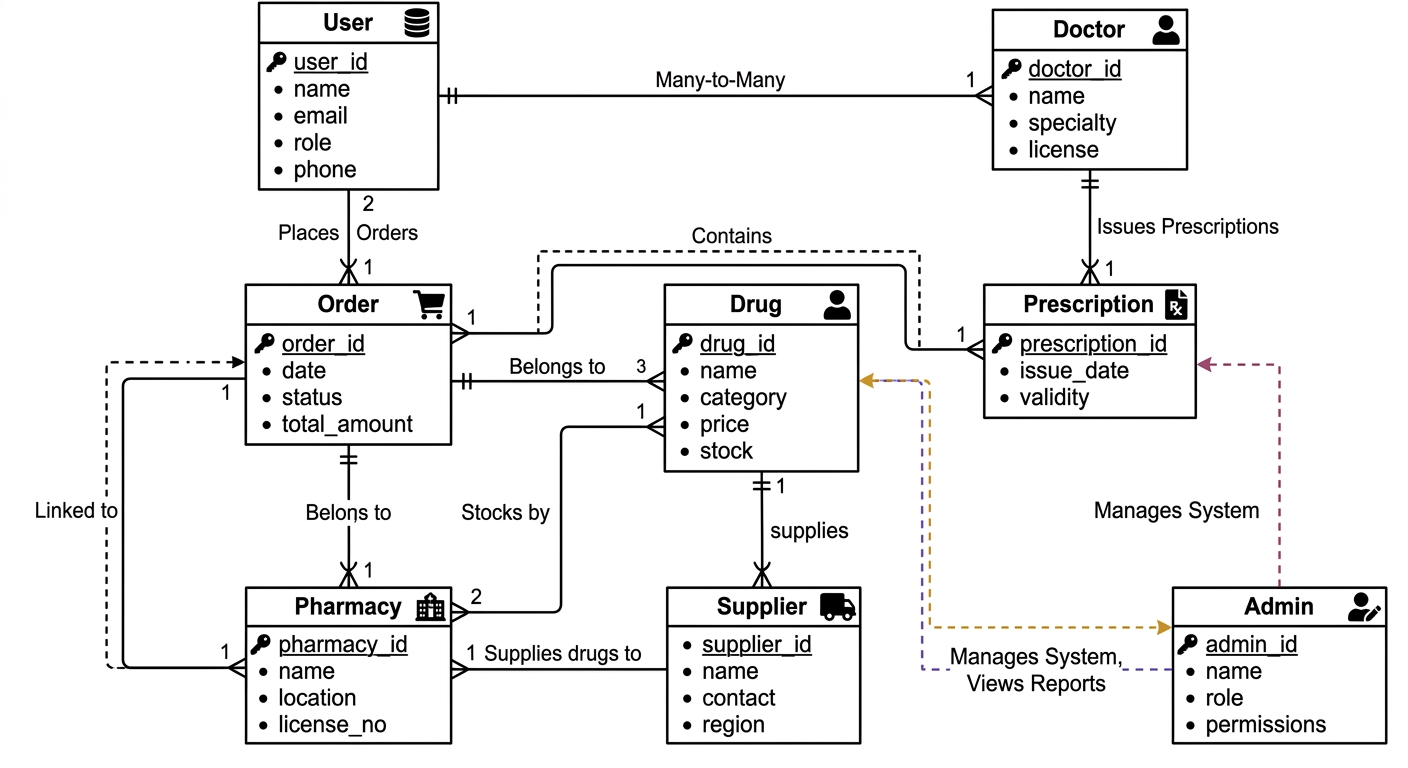 User
user_id
• name
• email
• role
• phone
Doctor
doctor_id
• name
• specialty
• license
Many-to-Many
1
2
Places Orders
1
Issues Prescriptions
1
Contains
Order
order_id
• date
• status
• total_amount
1
Drug
drug_id
• name
• category
• price
• stock
Prescription
Rx
prescription_id
• issue_date
• validity
1
Belongs to
3
1
1
Linked to
Belons to
1
Stocks by
2
1
supplies
Manages System
Pharmacy
pharmacy_id
• name
• location
• license_no
1
1
Supplies drugs to
Supplier
• supplier_id
• name
• contact
• region
Manages System,
Views Reports
Admin
admin_id
• name
• role
• permissions